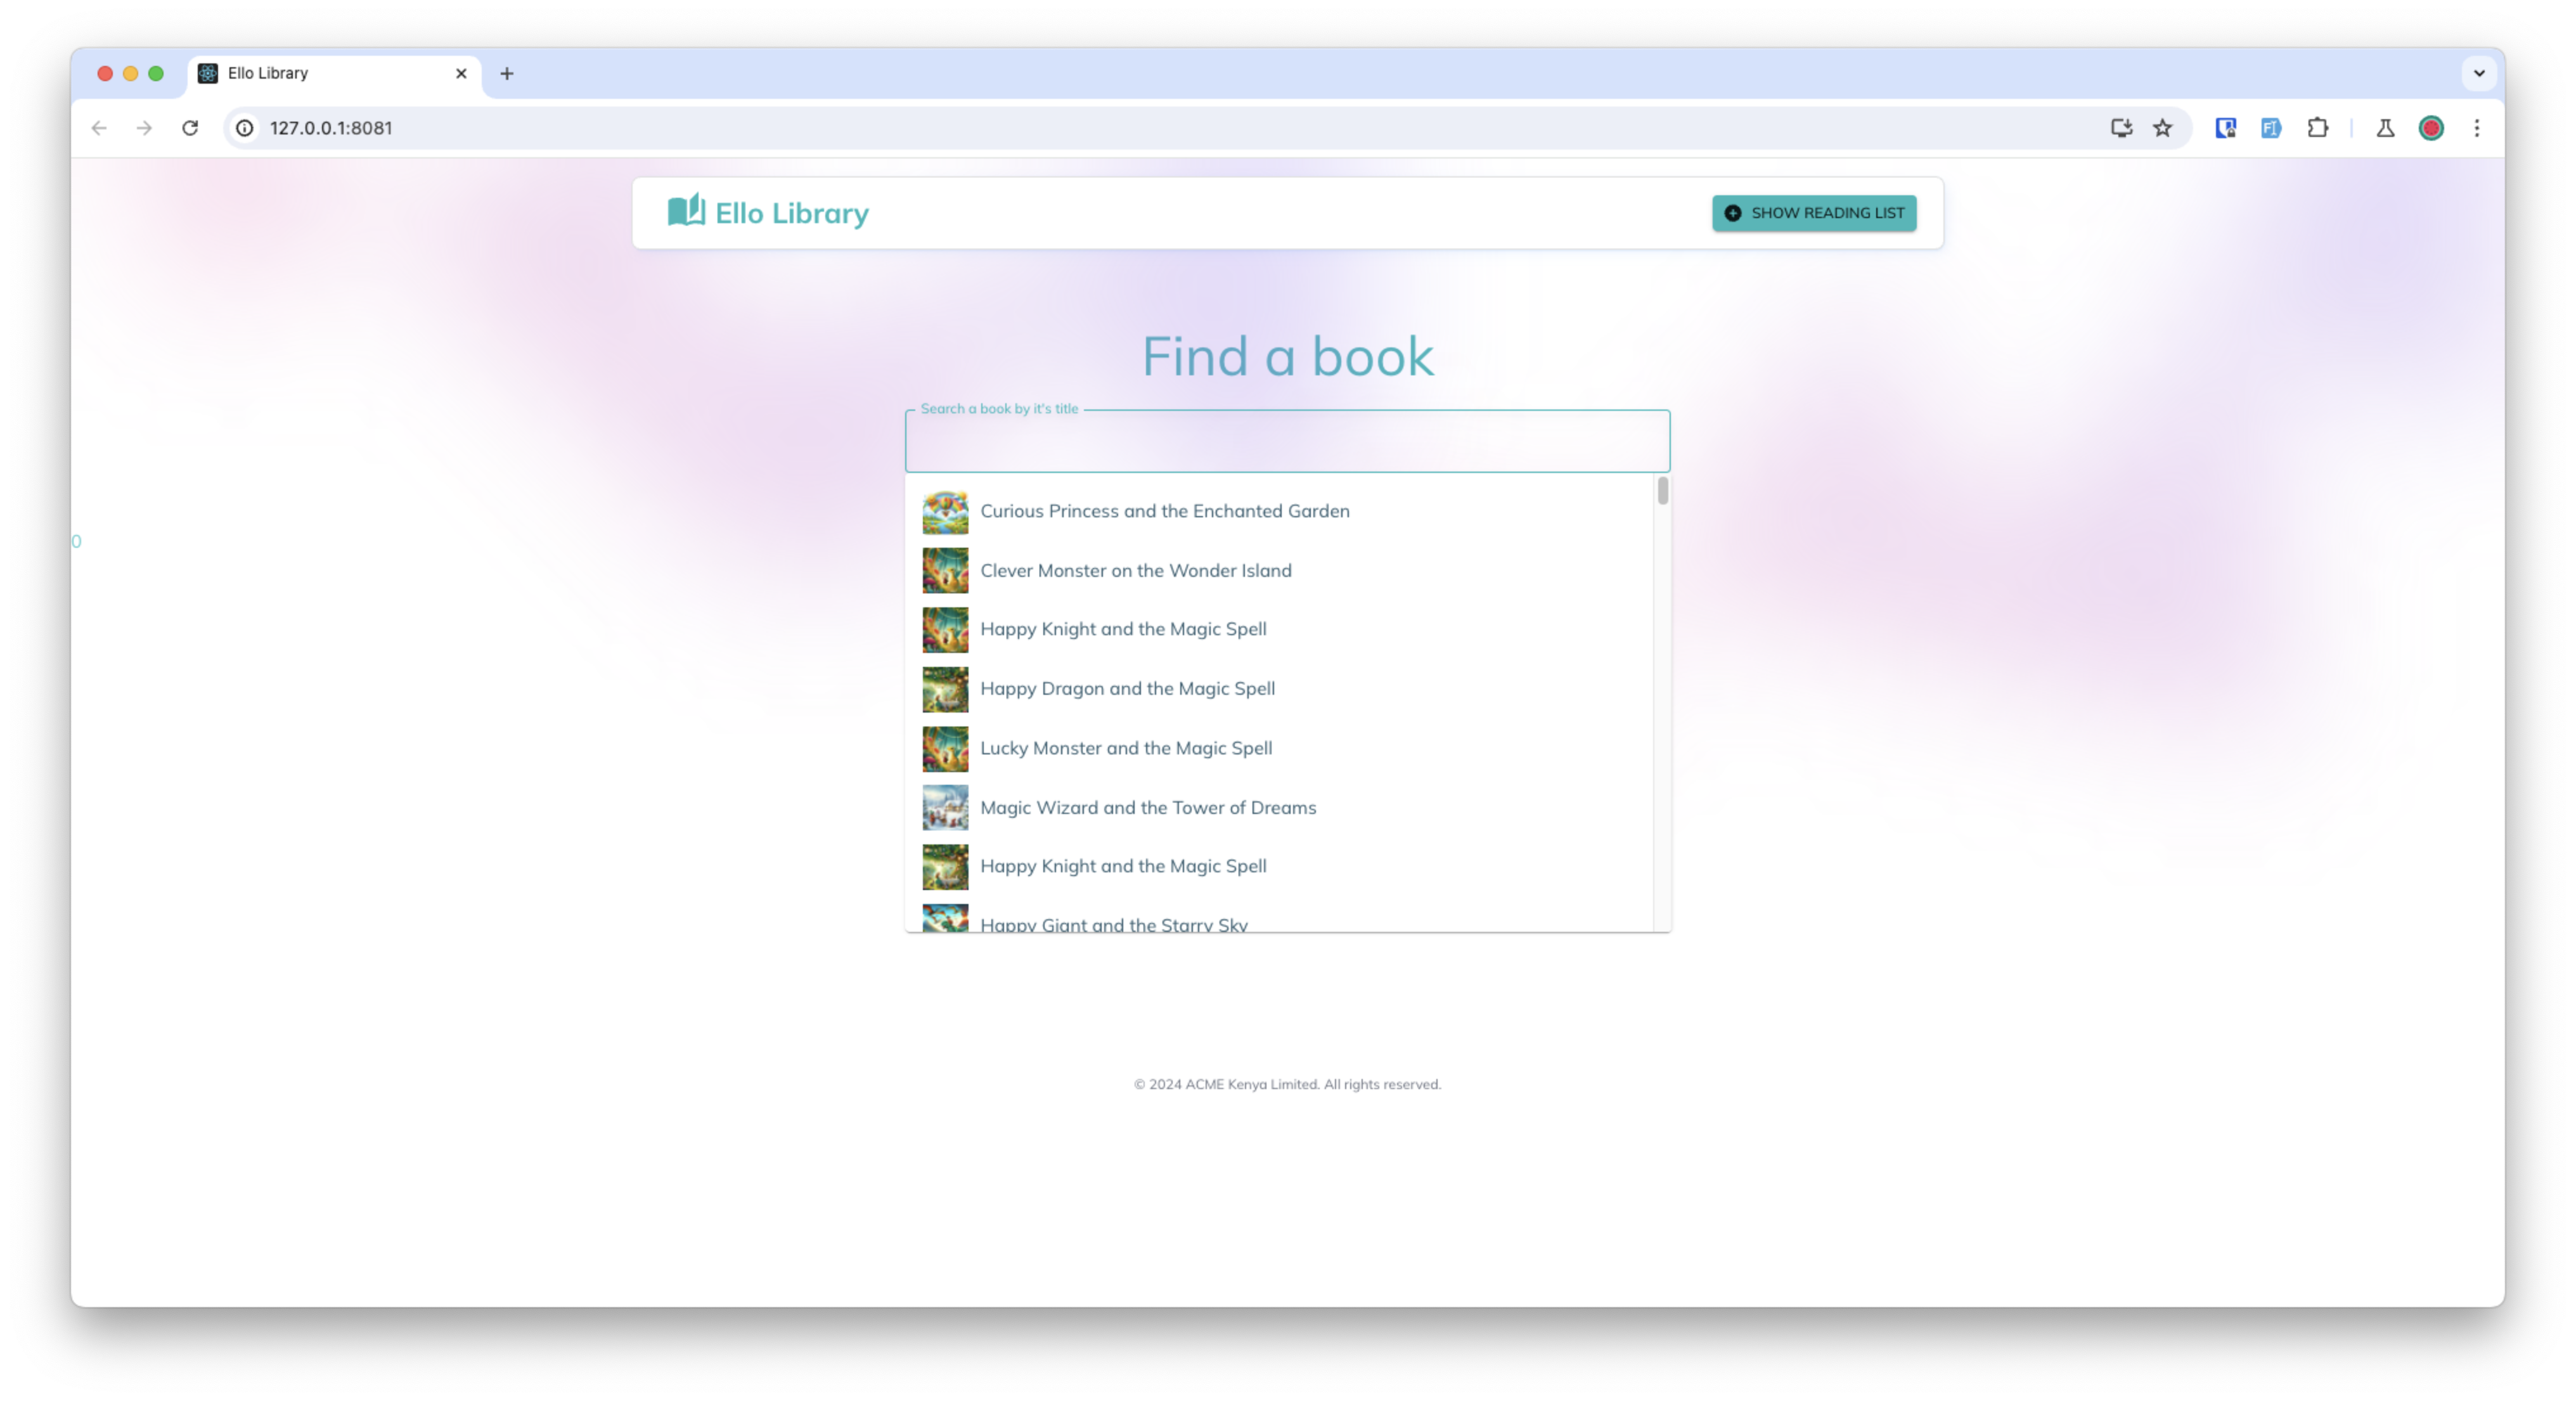 Ello Library
127.0.0.1:8081
Ello Library
SHOW READING LIST
Find a book
Search a book by it's title
Curious Princess and the Enchanted Garden
0
Clever Monster on the Wonder Island
Happy Knight and the Magic Spell
Happy Dragon and the Magic Spell
Lucky Monster and the Magic Spell
Magic Wizard and the Tower of Dreams
Happy Knight and the Magic Spell
Happy Giant and the Starry Sky
© 2024 ACME Kenya Limited. All rights reserved.